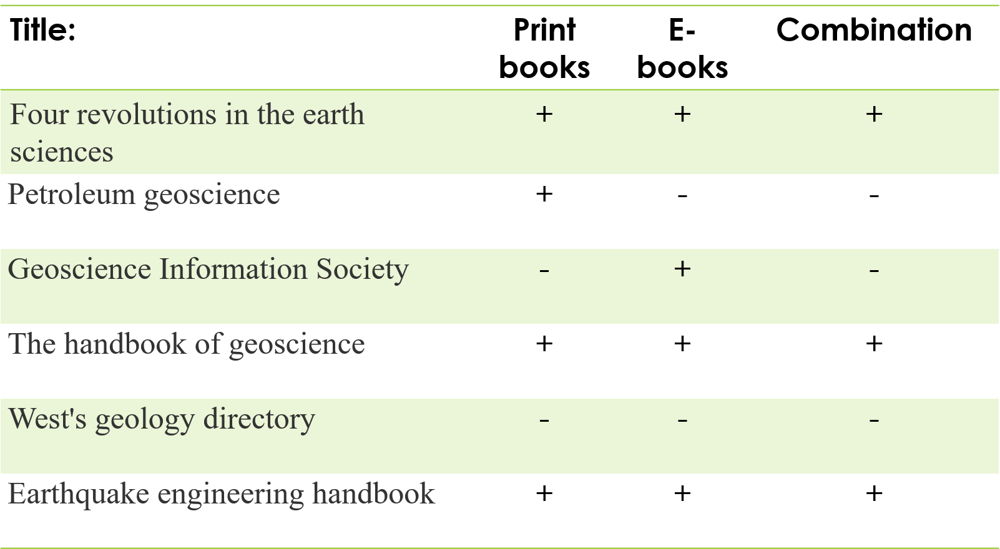 Title: Print books E-books Combination
Four revolutions in the earth sciences + + +
Petroleum geoscience + - -
Geoscience Information Society - + -
The handbook of geoscience + + +
West's geology directory - - -
Earthquake engineering handbook + + +